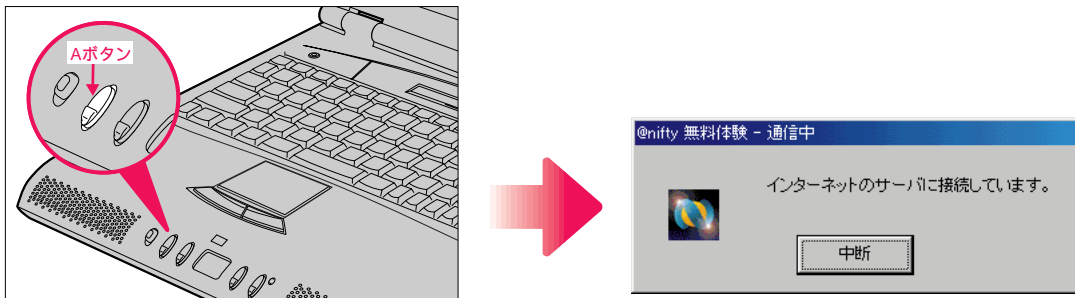 Aボタン
@nifty 無料体験 - 通信中
インターネットのサーバに接続しています。
中断